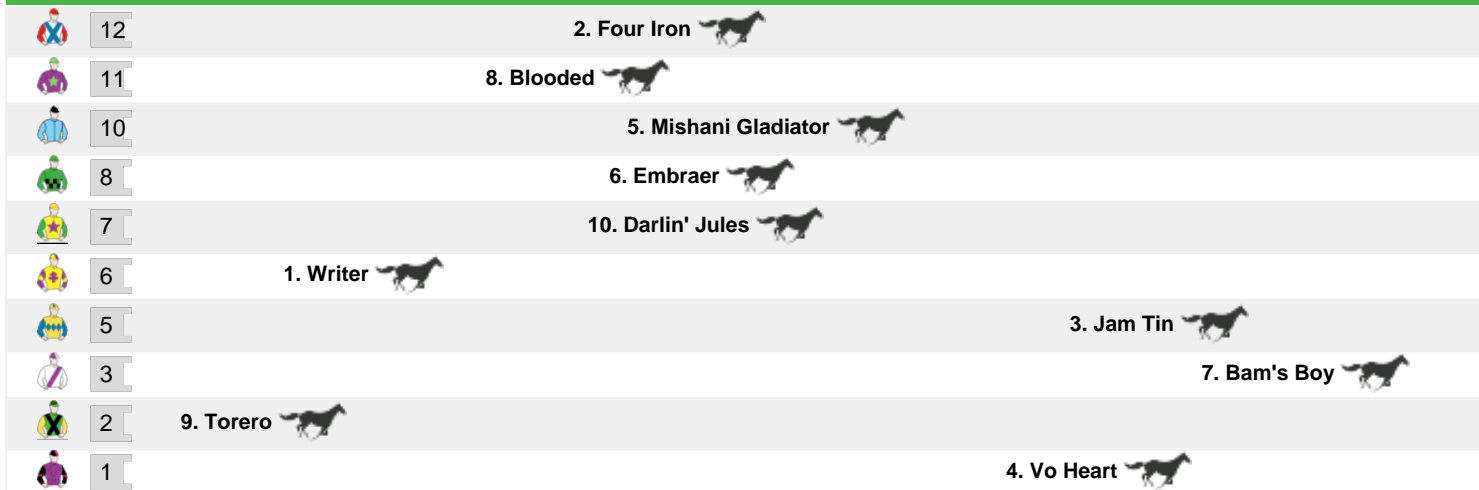 12 2. Four Iron
11 8. Blooded
10 5. Mishani Gladiator
8 6. Embraer
7 10. Darlin' Jules
6 1. Writer
5 3. Jam Tin
3 7. Bam's Boy
2 9. Torero
1 4. Vo Heart